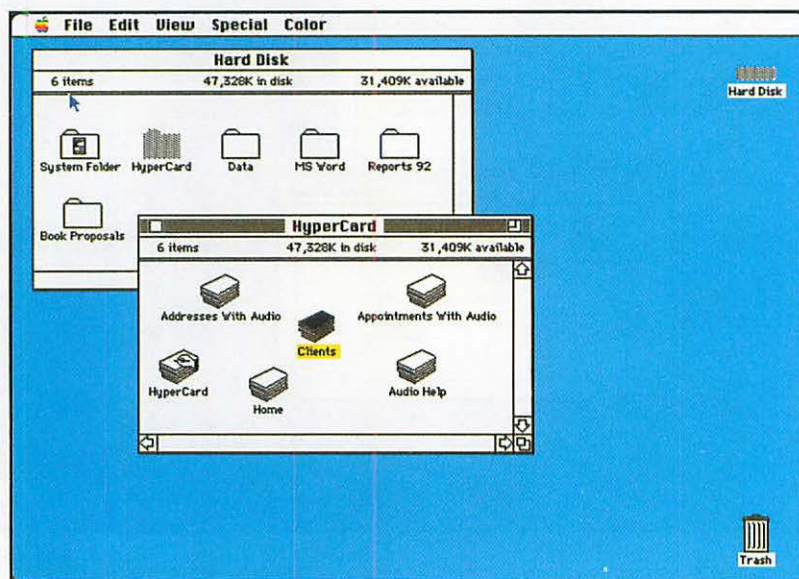 File Edit View Special Color
Hard Disk
6 items 47,328K in disk 31,409K available
Hard Disk
System Folder HyperCard Data MS Word Reports 92
Book Proposals
HyperCard
6 items 47,328K in disk 31,409K available
Addresses With Audio Appointments With Audio
Clients
HyperCard Audio Help
Home
Trash